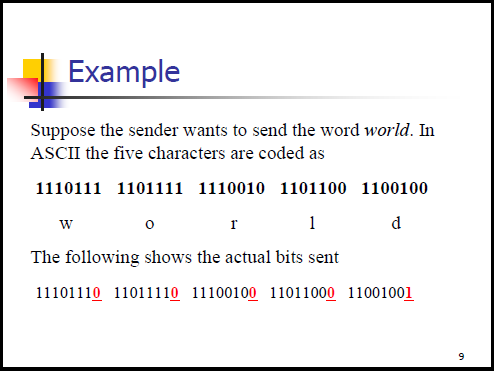 Example
Suppose the sender wants to send the word world. In
ASCII the five characters are coded as
1110111 1101111 1110010 1101100 1100100
w o r l d
The following shows the actual bits sent
11101110 11011110 11100100 11011000 11001001
9